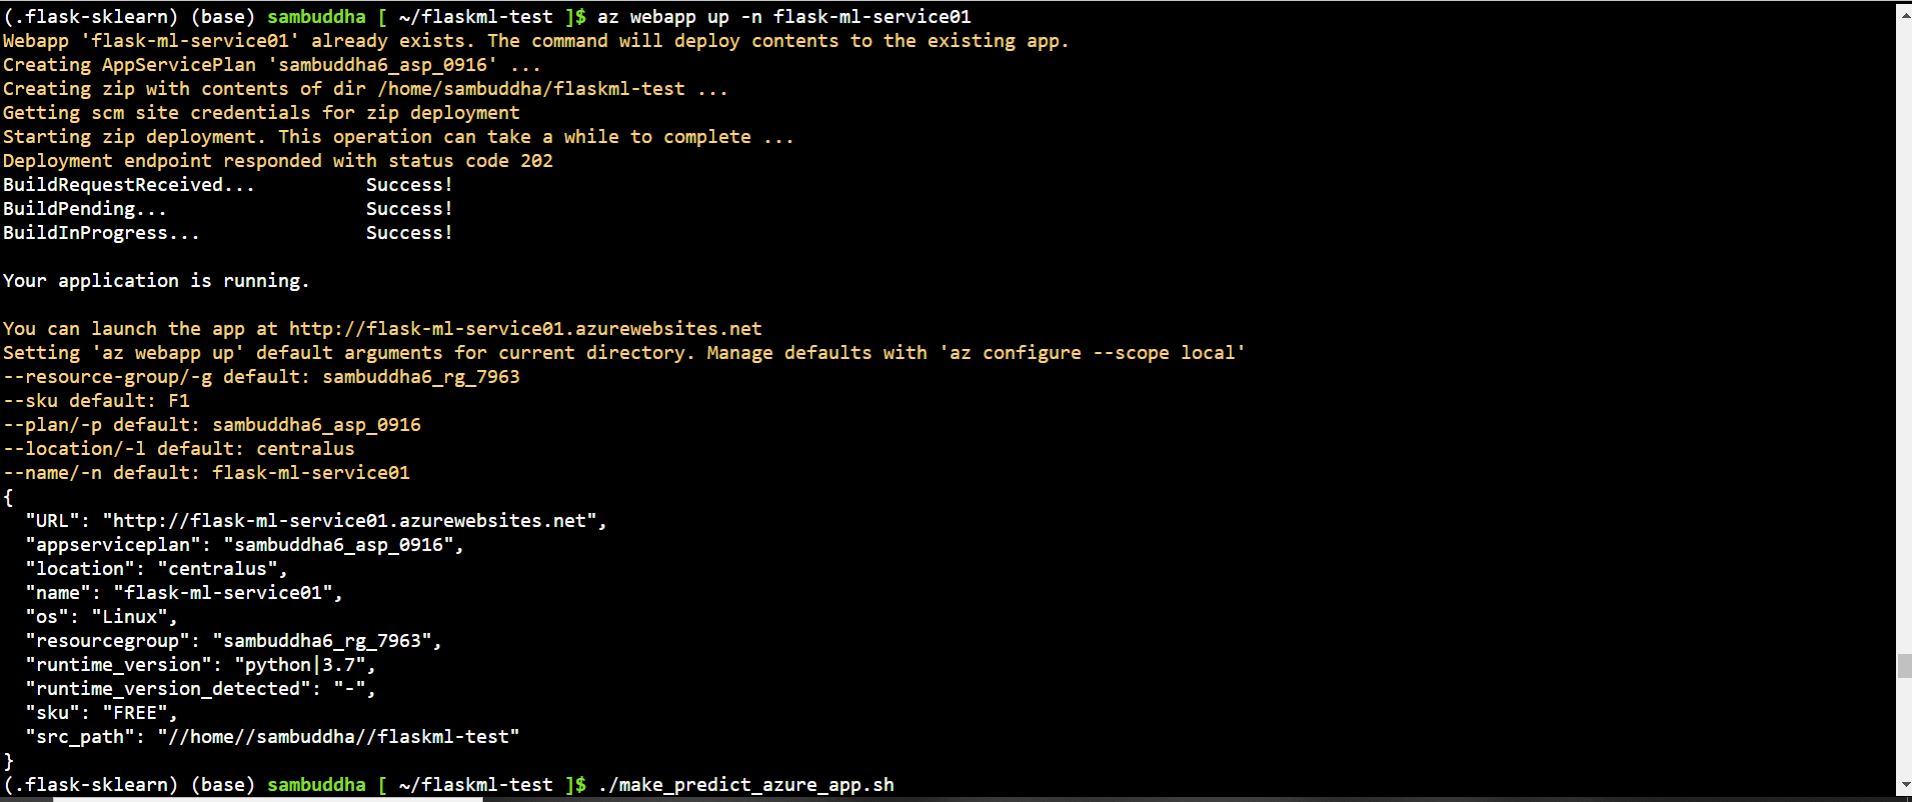 (.flask-sklearn) (base) sambuddha [ ~/flaskml-test ]$ az webapp up -n flask-ml-service01
Webapp 'flask-ml-service01' already exists. The command will deploy contents to the existing app.
Creating AppServicePlan 'sambuddha6_asp_0916' ...
Creating zip with contents of dir /home/sambuddha/flaskml-test ...
Getting scm site credentials for zip deployment
Starting zip deployment. This operation can take a while to complete ...
Deployment endpoint responded with status code 202
BuildRequestReceived...          Success!
BuildPending...                  Success!
BuildInProgress...               Success!

Your application is running.

You can launch the app at http://flask-ml-service01.azurewebsites.net
Setting 'az webapp up' default arguments for current directory. Manage defaults with 'az configure --scope local'
--resource-group/-g default: sambuddha6_rg_7963
--sku default: F1
--plan/-p default: sambuddha6_asp_0916
--location/-l default: centralus
--name/-n default: flask-ml-service01
{
  "URL": "http://flask-ml-service01.azurewebsites.net",
  "appserviceplan": "sambuddha6_asp_0916",
  "location": "centralus",
  "name": "flask-ml-service01",
  "os": "Linux",
  "resourcegroup": "sambuddha6_rg_7963",
  "runtime_version": "python|3.7",
  "runtime_version_detected": "-",
  "sku": "FREE",
  "src_path": "//home//sambuddha//flaskml-test"
}
(.flask-sklearn) (base) sambuddha [ ~/flaskml-test ]$ ./make_predict_azure_app.sh